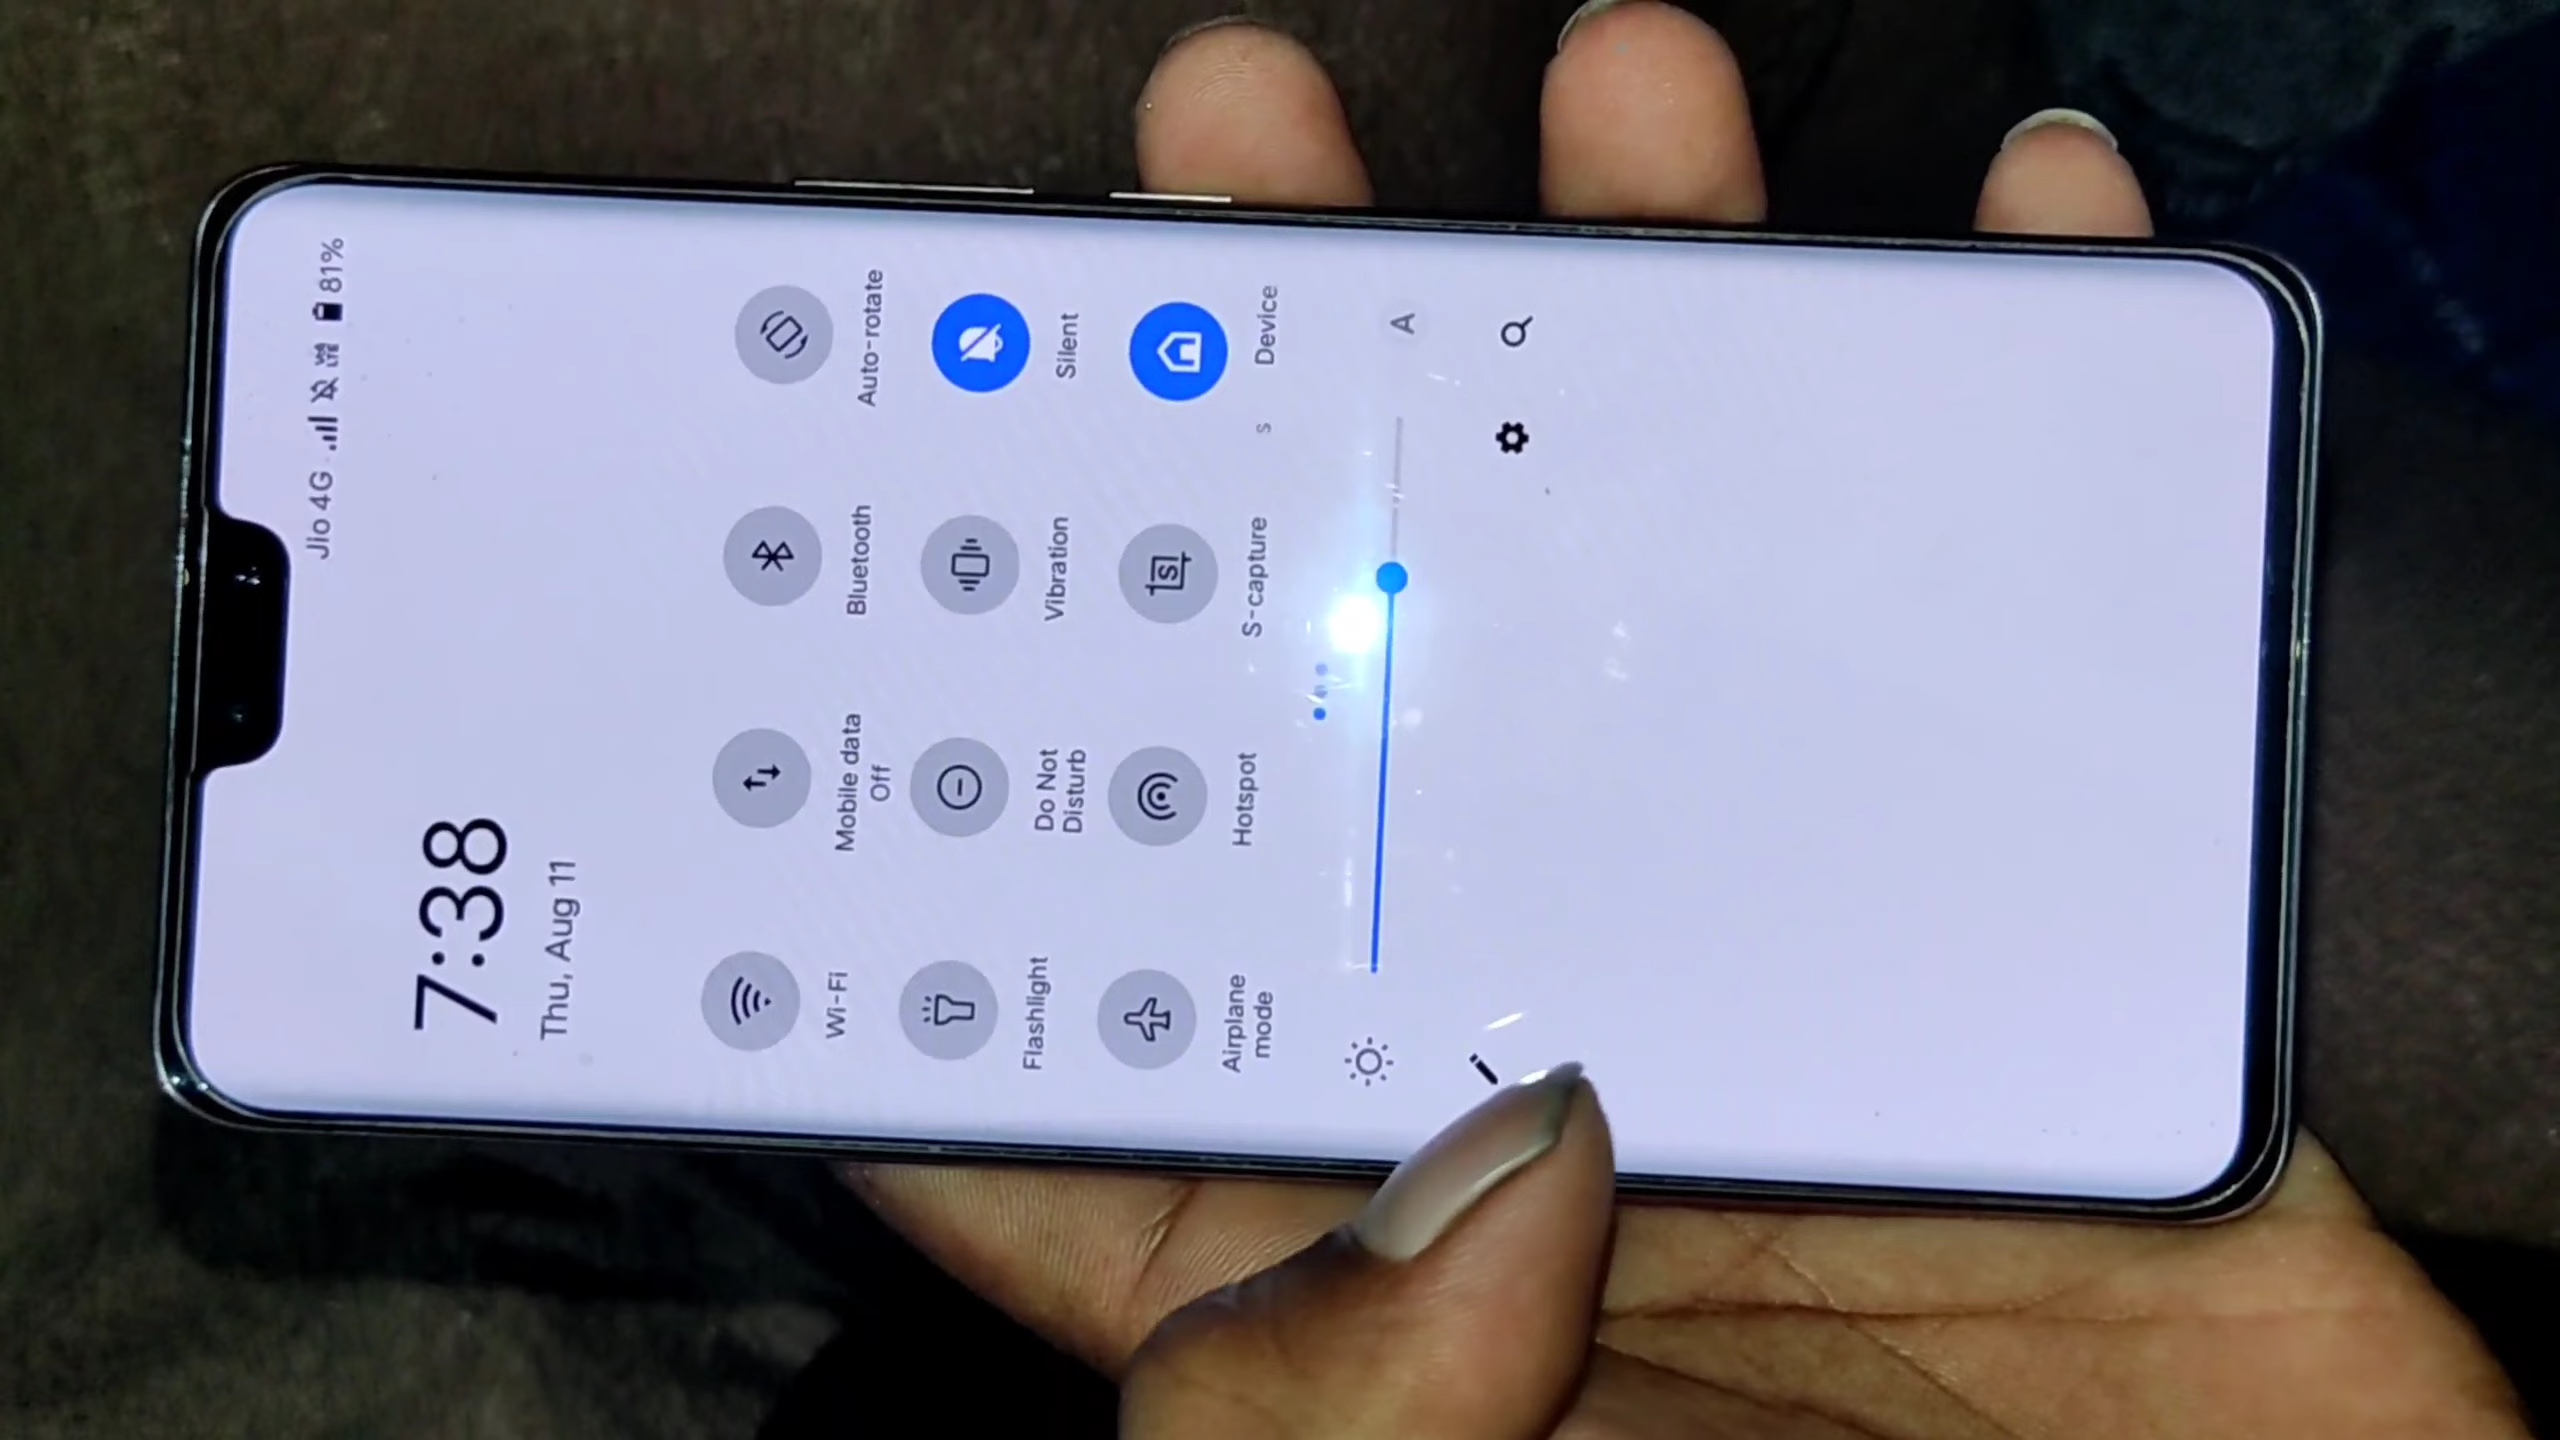 Jio 4G VoLTE 81%
7:38
Thu, Aug 11
Wi-Fi
Mobile data
Off
Bluetooth
Auto-rotate
Flashlight
Do Not
Disturb
Vibration
Silent
Airplane
mode
Hotspot
S-capture
S Device
A